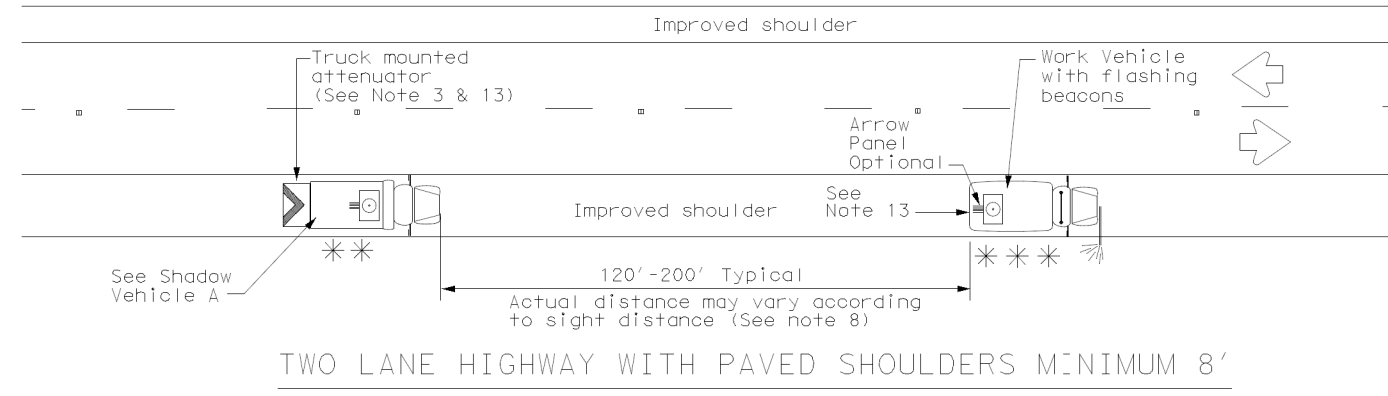 Improved shoulder
Truck mounted
attenuator
(See Note 3 & 13)
Work Vehicle
with flashing
beacons
Arrow
Panel
Optional
Improved shoulder
See
Note 13
See Shadow
Vehicle A
** 
***
120'-200' Typical
Actual distance may vary according
to sight distance (See note 8)
TWO LANE HIGHWAY WITH PAVED SHOULDERS MINIMUM 8'